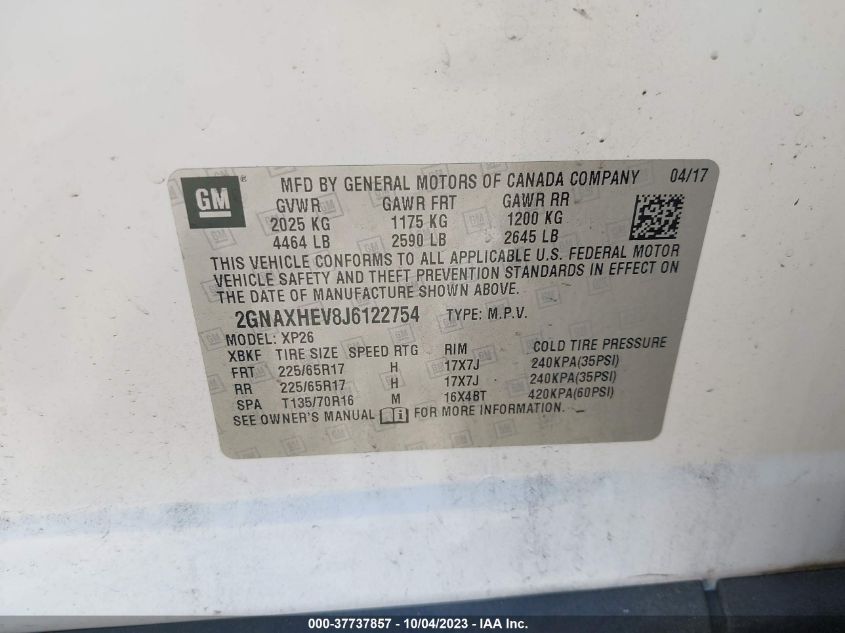 GM ® MFD BY GENERAL MOTORS OF CANADA COMPANY 04/17
GVWR GAWR FRT GAWR RR
2025 KG 1175 KG 1200 KG
4464 LB 2590 LB 2645 LB
THIS VEHICLE CONFORMS TO ALL APPLICABLE U.S. FEDERAL MOTOR
VEHICLE SAFETY AND THEFT PREVENTION STANDARDS IN EFFECT ON
THE DATE OF MANUFACTURE SHOWN ABOVE.
2GNAXHEV8J6122754 TYPE: M.P.V.
MODEL: XP26
XBKF TIRE SIZE SPEED RTG RIM COLD TIRE PRESSURE
FRT 225/65R17 H 17X7J 240KPA(35PSI)
RR 225/65R17 H 17X7J 240KPA(35PSI)
SPA T135/70R16 M 16X4BT 420KPA(60PSI)
SEE OWNER'S MANUAL FOR MORE INFORMATION.
000-37737857 - 10/04/2023 - IAA Inc.